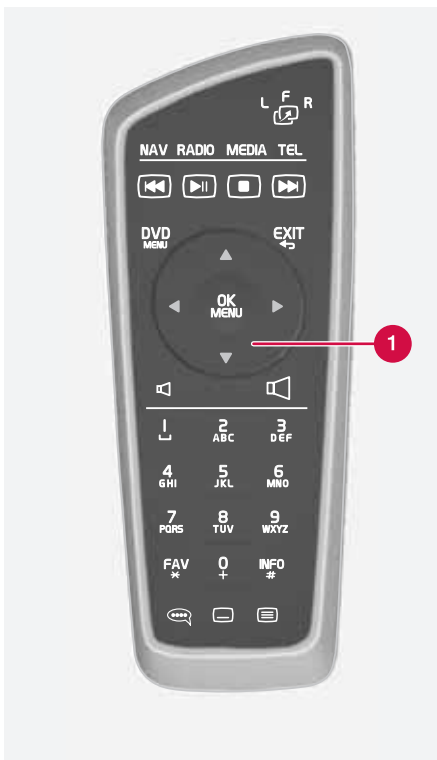 L F R
NAV RADIO MEDIA TEL
DVD EXIT
MENU
OK
MENU
1
1 2 3
ABC DEF
4 5 6
GHI JKL MNO
7 8 9
PQRS TUV WXYZ
FAV 0 INFO
* + #